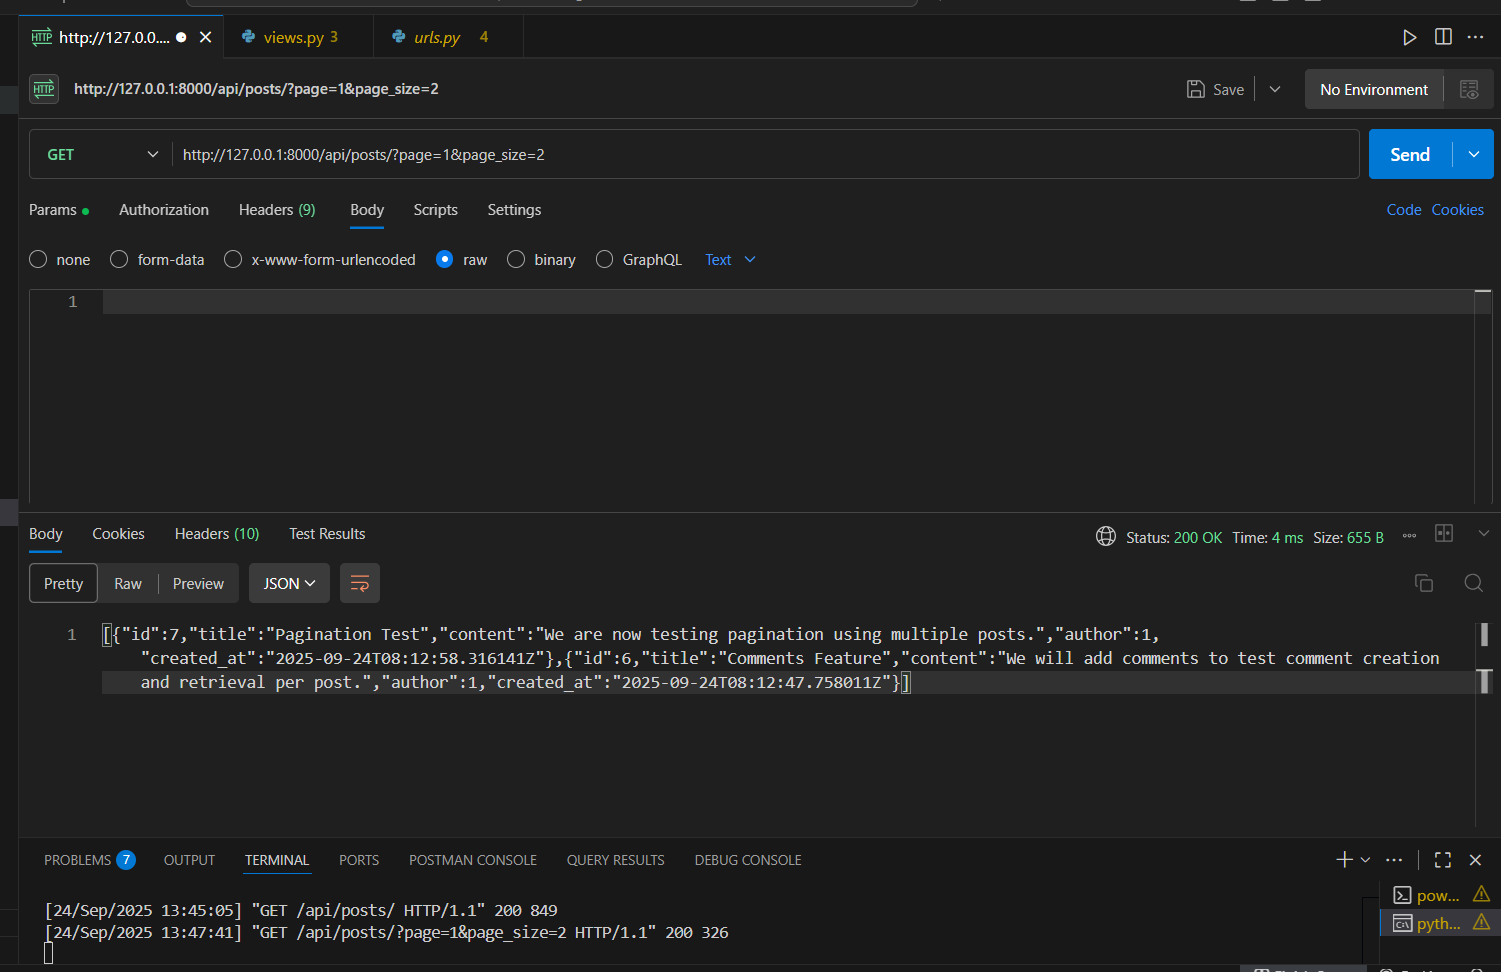 HTTP http://127.0.0.... views.py 3 urls.py 4
HTTP http://127.0.0.1:8000/api/posts/?page=1&page_size=2 Save No Environment
GET http://127.0.0.1:8000/api/posts/?page=1&page_size=2 Send
Params Authorization Headers (9) Body Scripts Settings Code Cookies
none form-data x-www-form-urlencoded raw binary GraphQL Text
1
Body Cookies Headers (10) Test Results Status: 200 OK Time: 4 ms Size: 655 B
Pretty Raw Preview JSON
1 [{"id":7,"title":"Pagination Test","content":"We are now testing pagination using multiple posts.","author":1,
"created_at":"2025-09-24T08:12:58.316141Z"},{"id":6,"title":"Comments Feature","content":"We will add comments to test comment creation
and retrieval per post.","author":1,"created_at":"2025-09-24T08:12:47.758011Z"}]
PROBLEMS 7 OUTPUT TERMINAL PORTS POSTMAN CONSOLE QUERY RESULTS DEBUG CONSOLE
pow...
[24/Sep/2025 13:45:05] "GET /api/posts/ HTTP/1.1" 200 849
pyth...
[24/Sep/2025 13:47:41] "GET /api/posts/?page=1&page_size=2 HTTP/1.1" 200 326